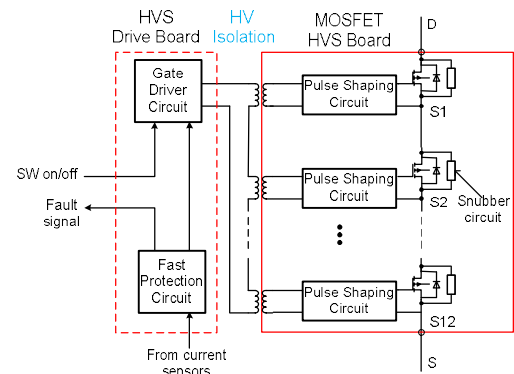 HVS
Drive Board
HV
Isolation
MOSFET
HVS Board
D
Gate
Driver
Circuit
Pulse Shaping
Circuit
S1
SW on/off
Pulse Shaping
Circuit
S2
Snubber
circuit
Fault
signal
Fast
Protection
Circuit
Pulse Shaping
Circuit
S12
From current
sensors
S